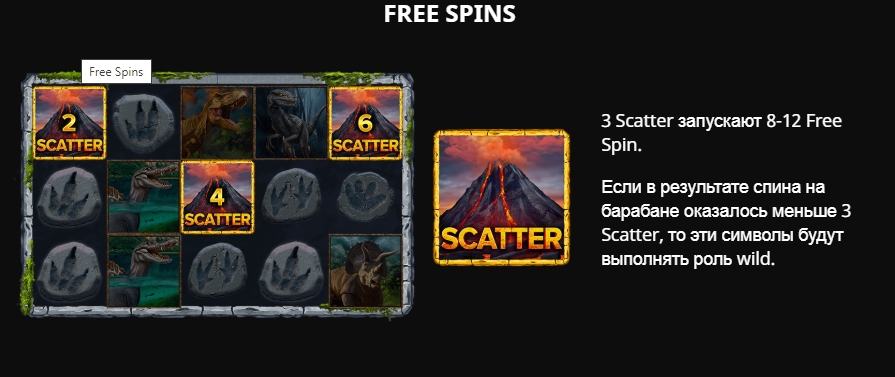 FREE SPINS
Free Spins
2
SCATTER
6
SCATTER
4
SCATTER
SCATTER
3 Scatter запускают 8-12 Free
Spin.
Если в результате спина на
барабане оказалось меньше 3
Scatter, то эти символы будут
выполнять роль wild.